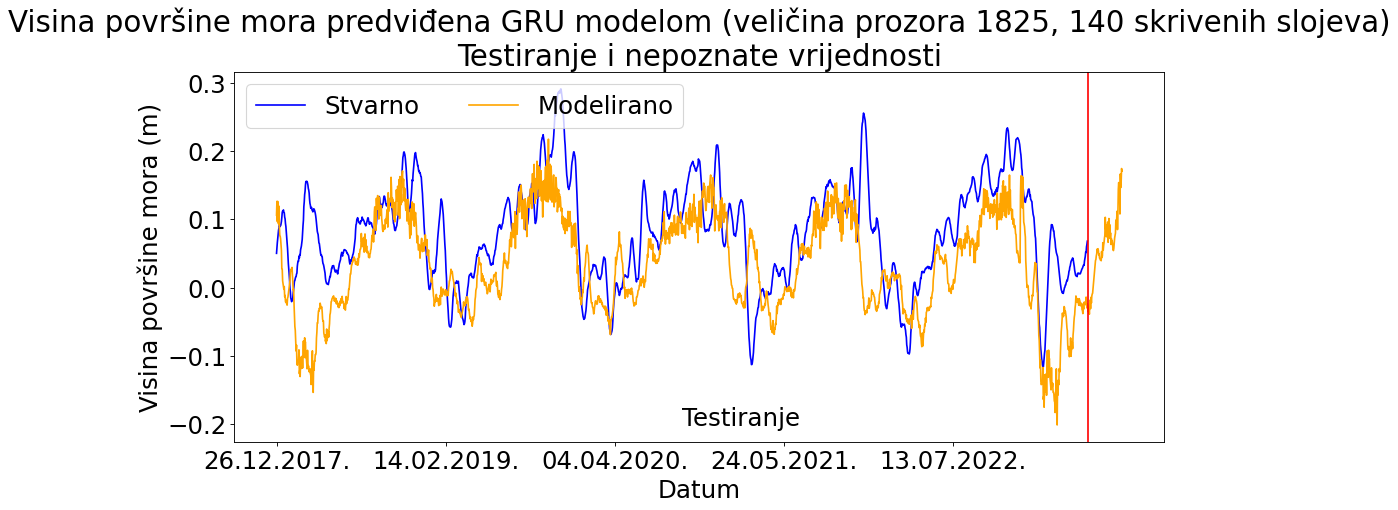 Visina površine mora predviđena GRU modelom (veličina prozora 1825, 140 skrivenih slojeva)
Testiranje i nepoznate vrijednosti
Stvarno
Modelirano
Visina površine mora (m)
0.3
0.2
0.1
0.0
−0.1
−0.2
Testiranje
26.12.2017.
14.02.2019.
04.04.2020.
24.05.2021.
13.07.2022.
Datum